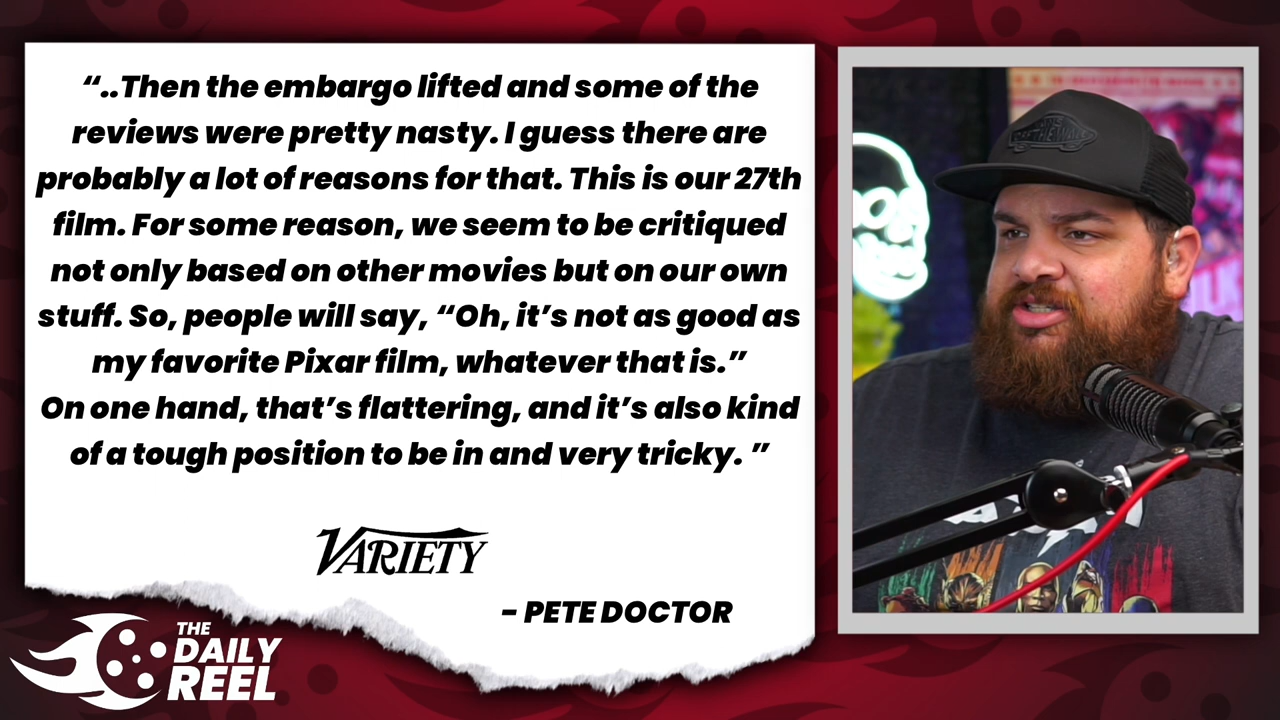 “..Then the embargo lifted and some of the
reviews were pretty nasty. I guess there are
probably a lot of reasons for that. This is our 27th
film. For some reason, we seem to be critiqued
not only based on other movies but on our own
stuff. So, people will say, “Oh, it’s not as good as
my favorite Pixar film, whatever that is.”
On one hand, that’s flattering, and it’s also kind
of a tough position to be in and very tricky. ”
VARIETY
– PETE DOCTOR
THE
DAILY
REEL